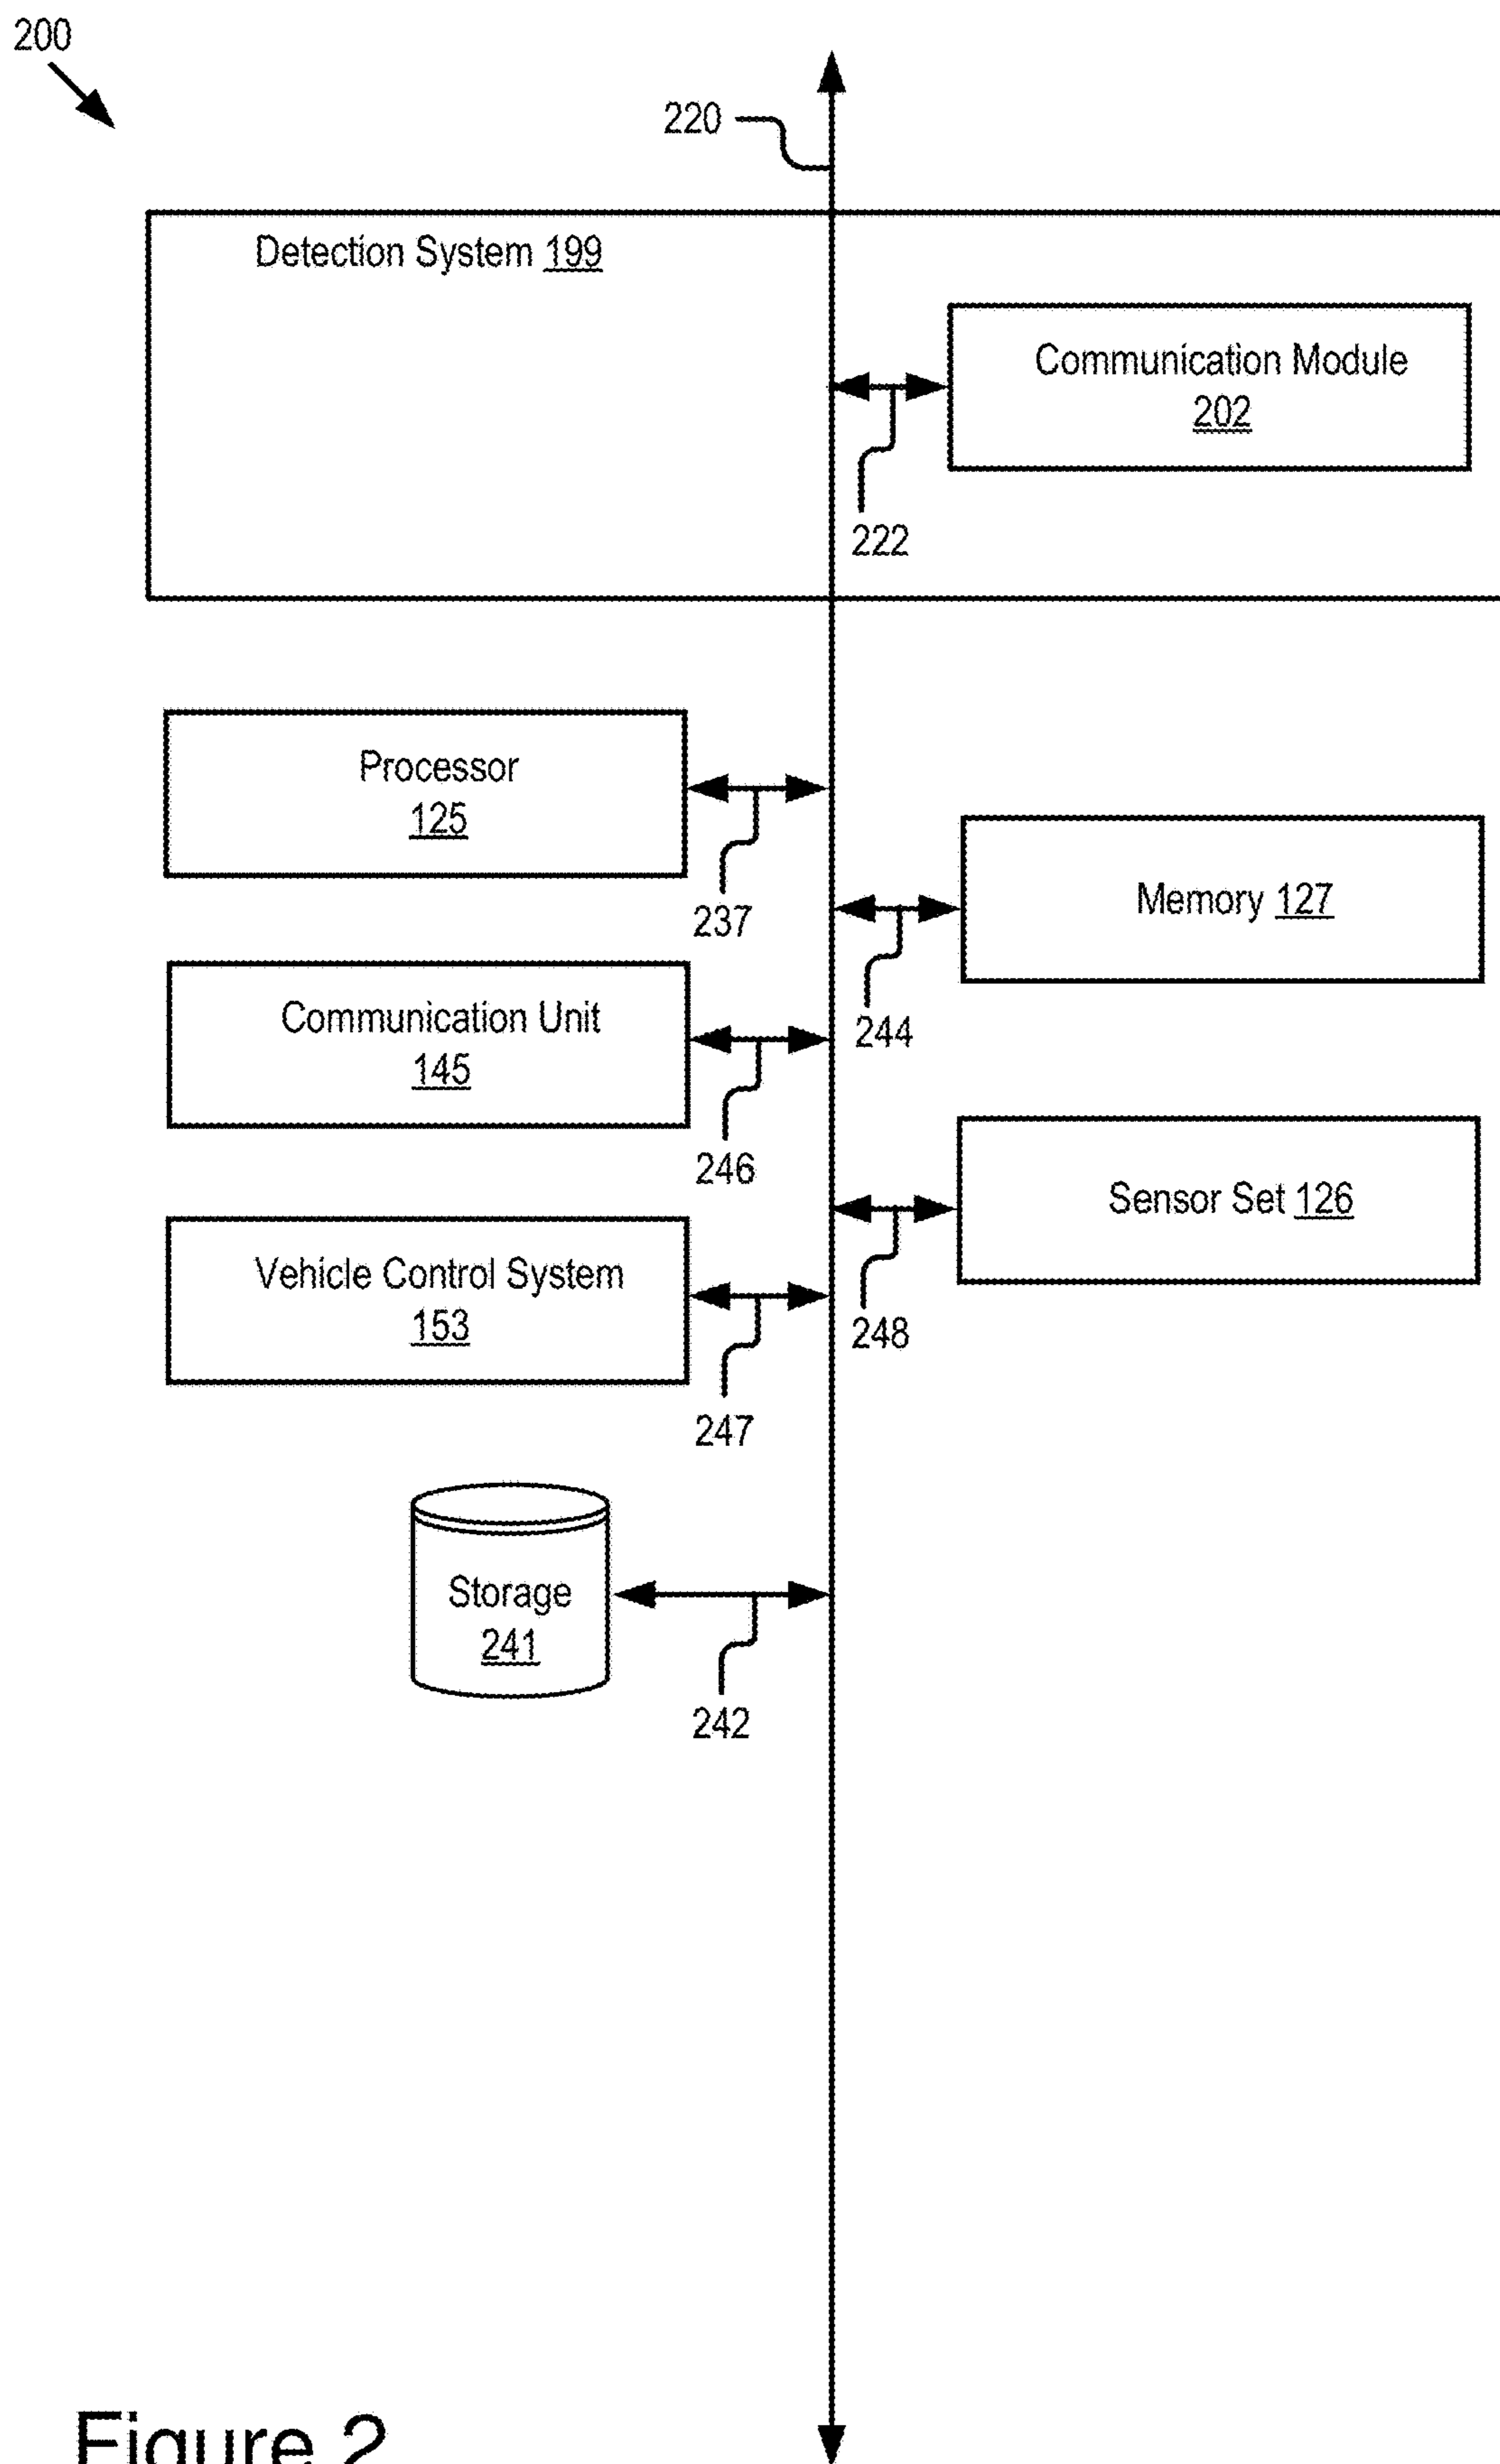 200
220
Detection System 199
Communication Module
202
222
Processor
125
237
Memory 127
244
Communication Unit
145
246
Sensor Set 126
248
Vehicle Control System
153
247
Storage
241
242
Figure 2